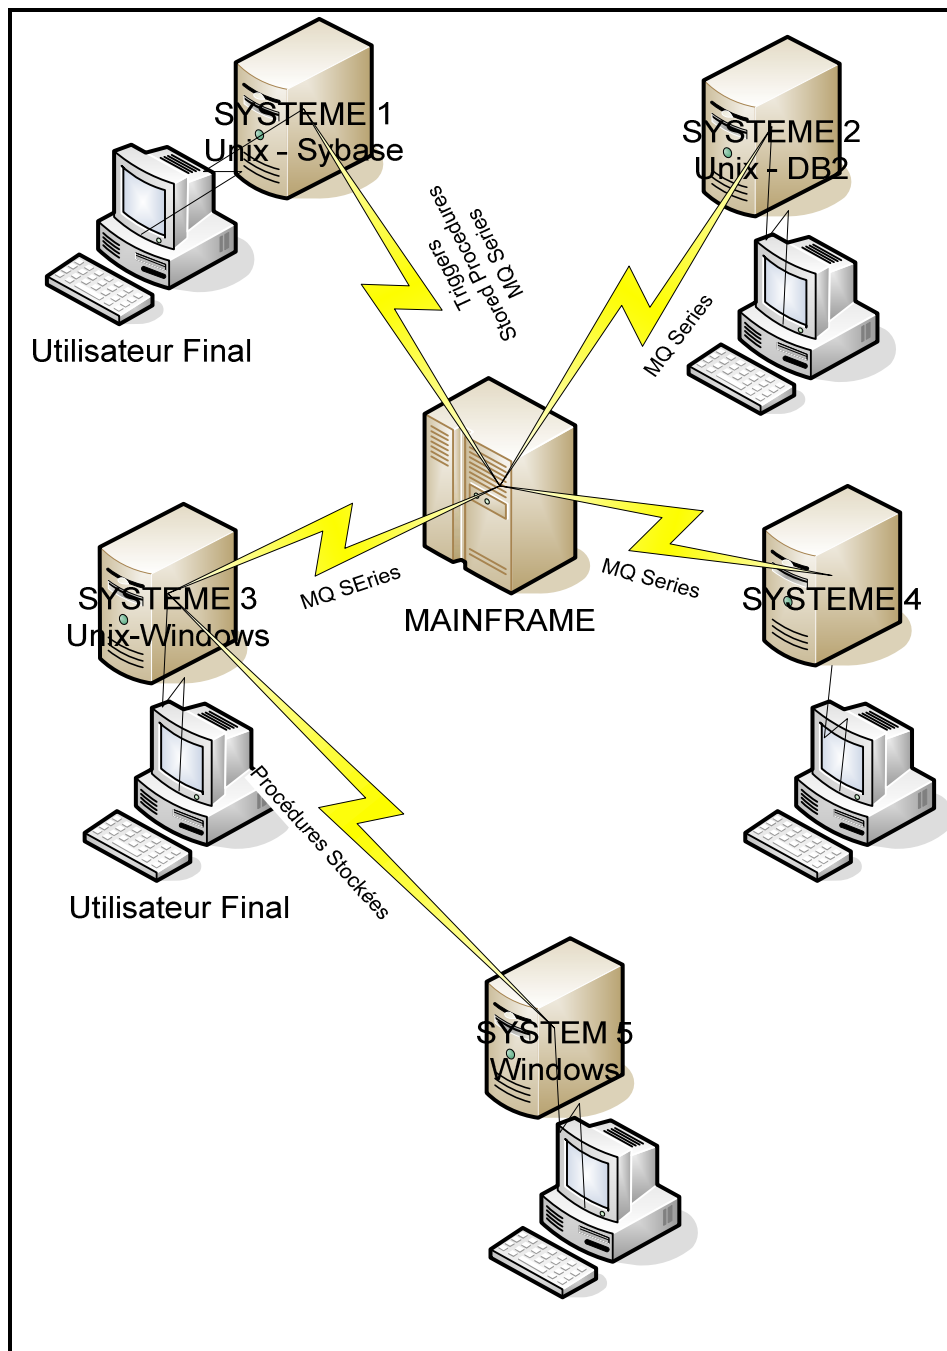 SYSTEME 1
Unix - Sybase
SYSTEME 2
Unix - DB2
Utilisateur Final
Triggers
Stored Procedures
MQ Series
MQ Series
MAINFRAME
MQ SEries
MQ Series
SYSTEME 3
Unix-Windows
SYSTEME 4
Procédures Stockées
Utilisateur Final
SYSTEM 5
Windows